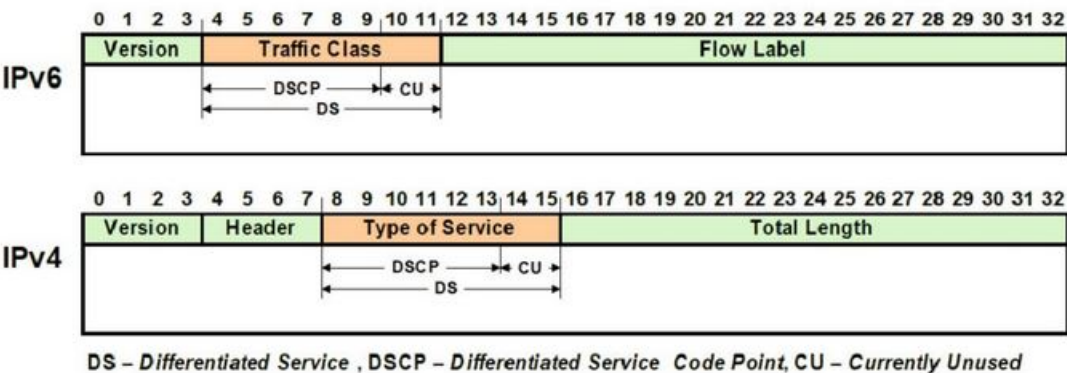 0 1 2 3 4 5 6 7 8 9 10 11 12 13 14 15 16 17 18 19 20 21 22 23 24 25 26 27 28 29 30 31 32
Version Traffic Class Flow Label
IPv6
DSCP CU
DS
0 1 2 3 4 5 6 7 8 9 10 11 12 13 14 15 16 17 18 19 20 21 22 23 24 25 26 27 28 29 30 31 32
Version Header Type of Service Total Length
IPv4
DSCP CU
DS
DS – Differentiated Service , DSCP – Differentiated Service Code Point, CU – Currently Unused